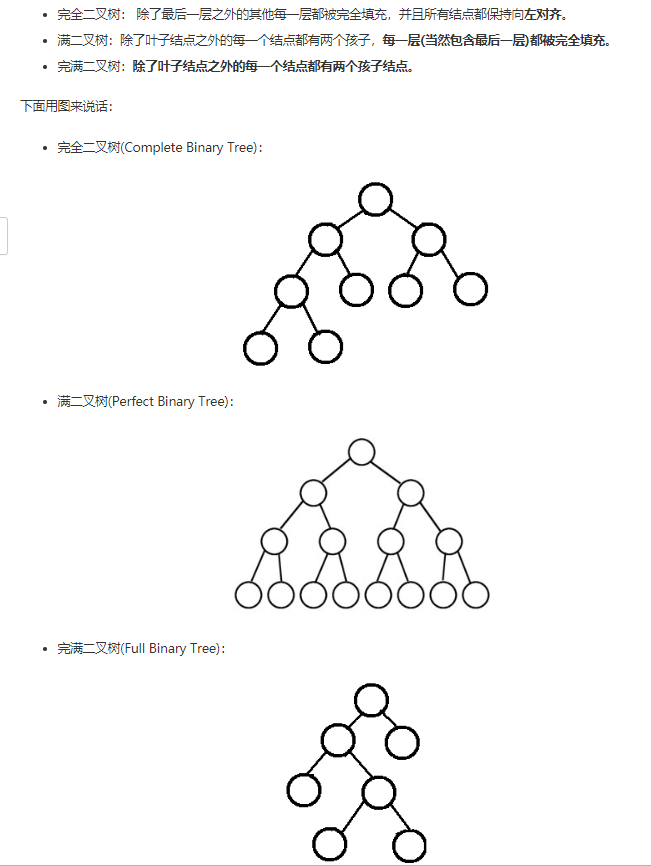 完全二叉树： 除了最后一层之外的其他每一层都被完全填充，并且所有结点都保持向左对齐。
满二叉树：除了叶子结点之外的每一个结点都有两个孩子，每一层(当然包含最后一层)都被完全填充。
完满二叉树：除了叶子结点之外的每一个结点都有两个孩子结点。
下面用图来说话：
完全二叉树(Complete Binary Tree)：
满二叉树(Perfect Binary Tree)：
完满二叉树(Full Binary Tree)：